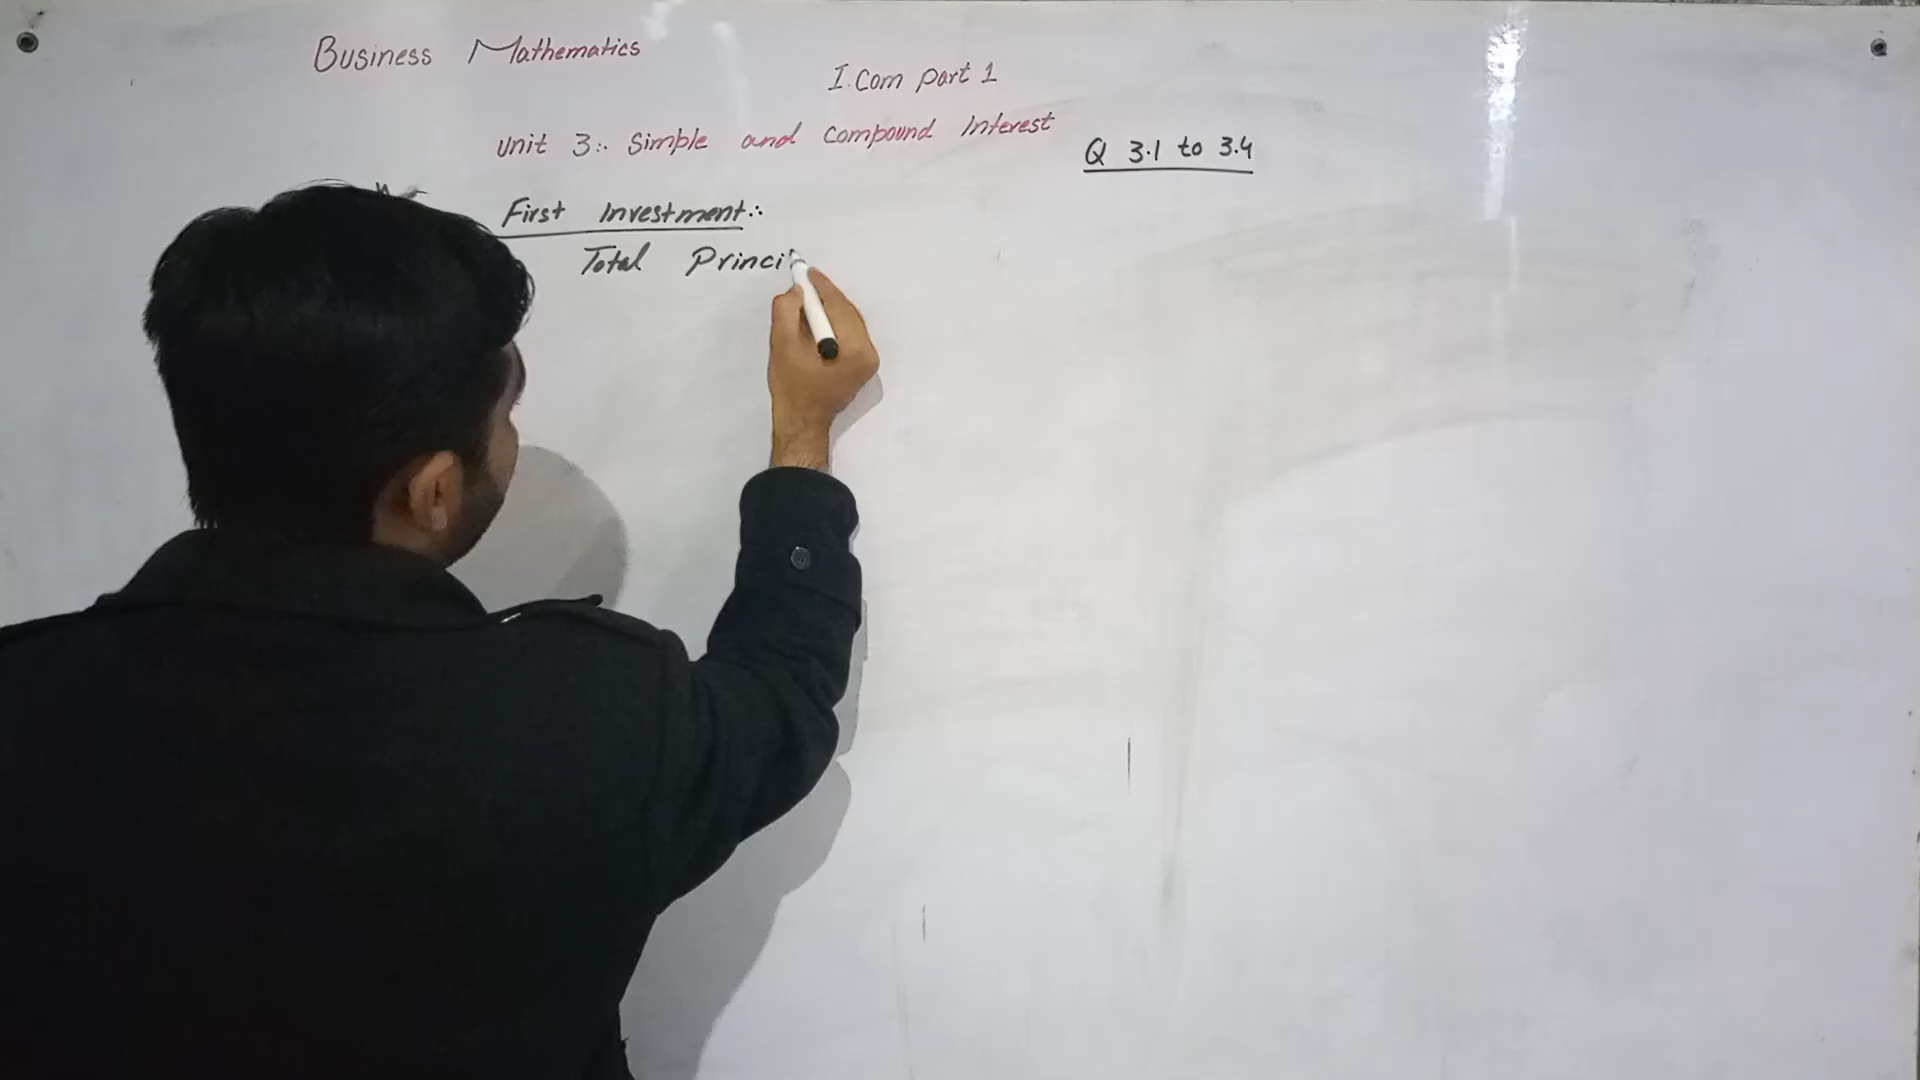 Business Mathematics
I.Com part 1
Unit 3:. Simple and Compound Interest
Q 3.1 to 3.4
First Investment:.
Total Princi